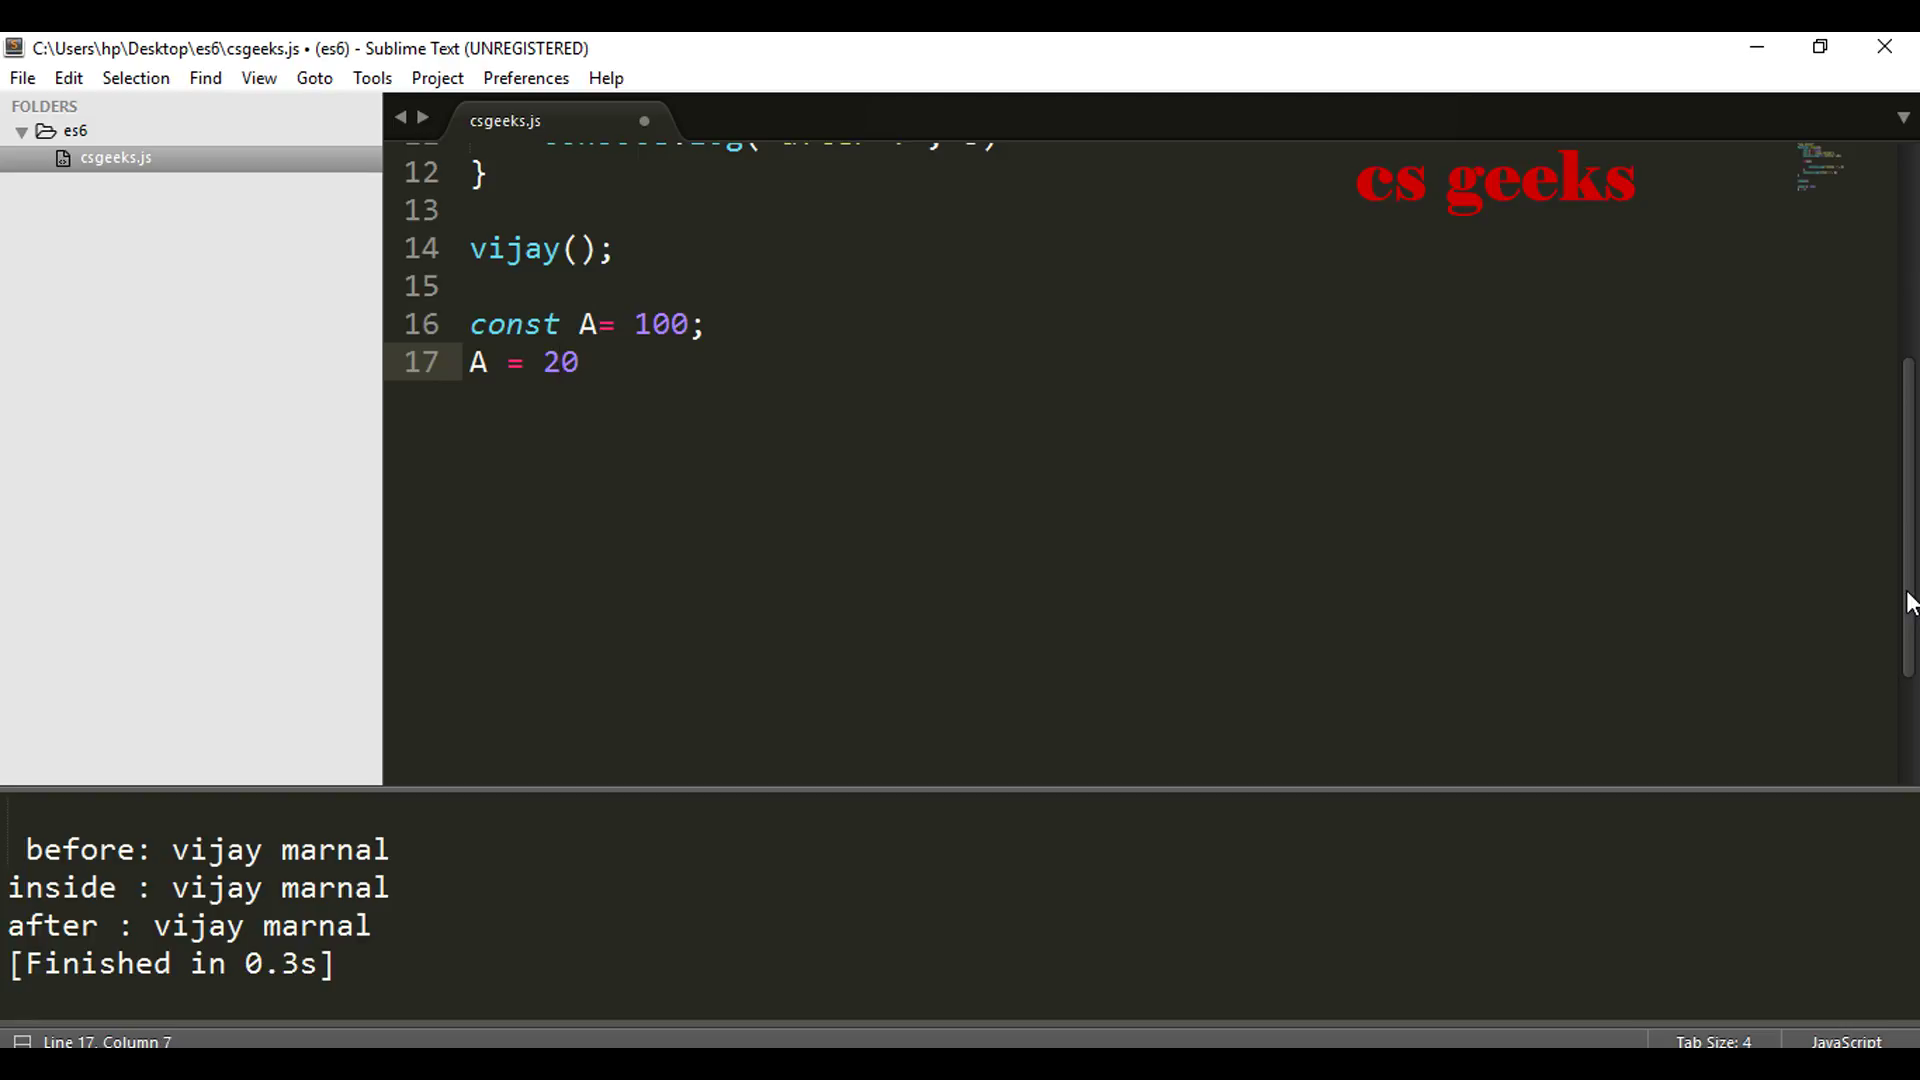 C:\Users\hp\Desktop\es6\csgeeks.js • (es6) - Sublime Text (UNREGISTERED)
File Edit Selection Find View Goto Tools Project Preferences Help
FOLDERS
es6
csgeeks.js
csgeeks.js
cs geeks
12 }
13
14 vijay();
15
16 const A= 100;
17 A = 20
before: vijay marnal
inside : vijay marnal
after : vijay marnal
[Finished in 0.3s]
Line 17, Column 7
Tab Size: 4
JavaScript